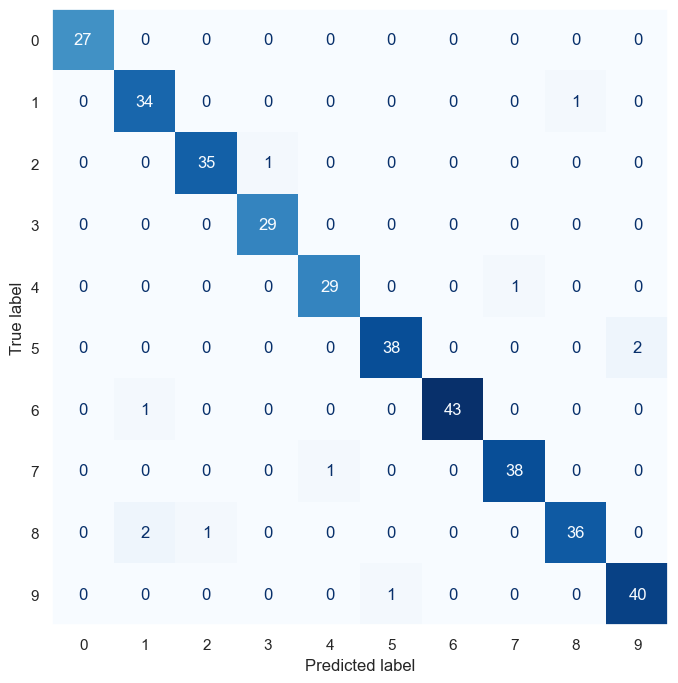 0 27 0 0 0 0 0 0 0 0 0
1 0 34 0 0 0 0 0 0 1 0
2 0 0 35 1 0 0 0 0 0 0
3 0 0 0 29 0 0 0 0 0 0
4 0 0 0 0 29 0 0 1 0 0
5 0 0 0 0 0 38 0 0 0 2
6 0 1 0 0 0 0 43 0 0 0
7 0 0 0 0 1 0 0 38 0 0
8 0 2 1 0 0 0 0 0 36 0
9 0 0 0 0 0 1 0 0 0 40
True label
0 1 2 3 4 5 6 7 8 9
Predicted label